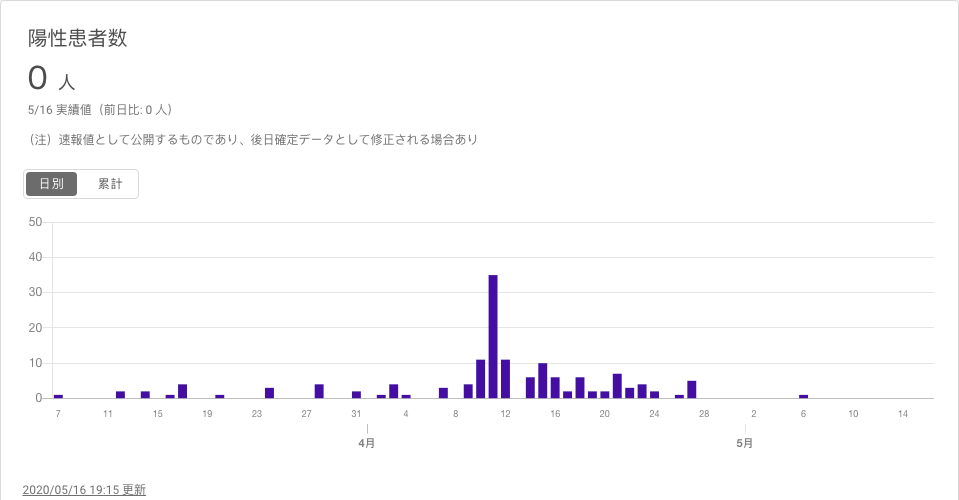 陽性患者数
0 人
5/16 実績値（前日比: 0 人）
（注）速報値として公開するものであり、後日確定データとして修正される場合あり
日別 累計
50
40
30
20
10
0
7 11 15 19 23 27 31 4 8 12 16 20 24 28 2 6 10 14
4月 5月
2020/05/16 19:15 更新